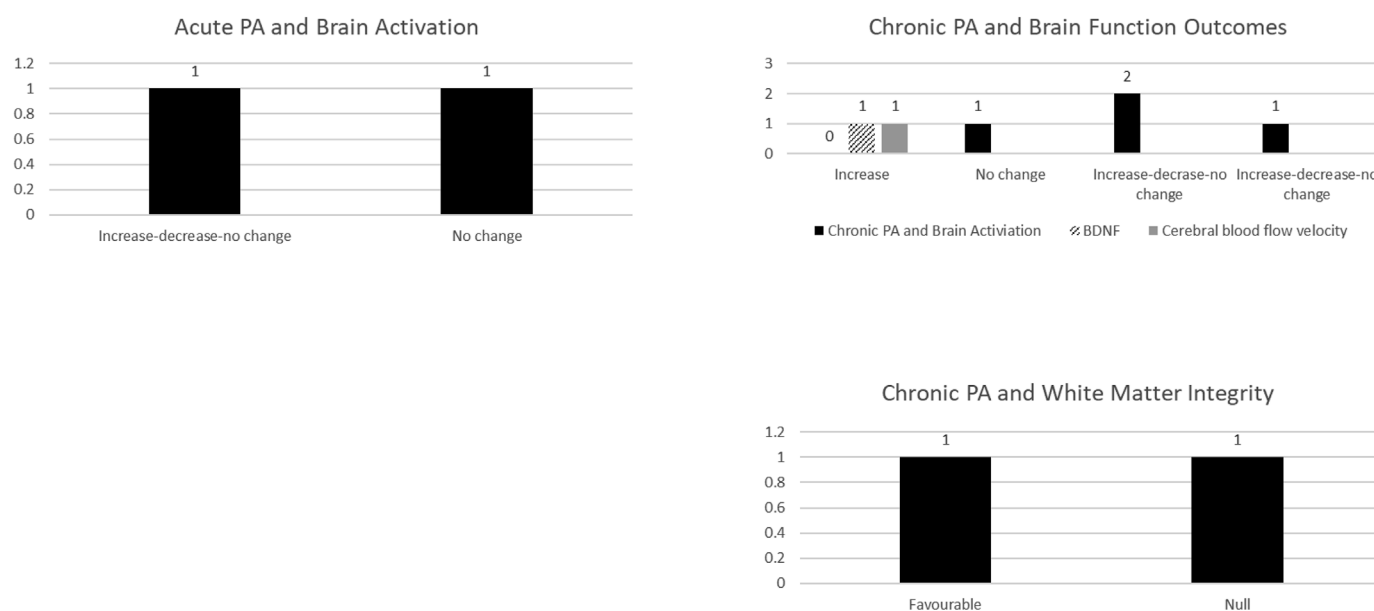 Acute PA and Brain Activation
1.2
1
0.8
0.6
0.4
0.2
0
1
1
Increase-decrease-no change
No change
Chronic PA and Brain Function Outcomes
3
2
1
0
0
1
1
1
2
1
Increase
No change
Increase-decrase-no
change
Increase-decrease-no
change
Chronic PA and Brain Activiation
BDNF
Cerebral blood flow velocity
Chronic PA and White Matter Integrity
1.2
1
0.8
0.6
0.4
0.2
0
1
1
Favourable
Null